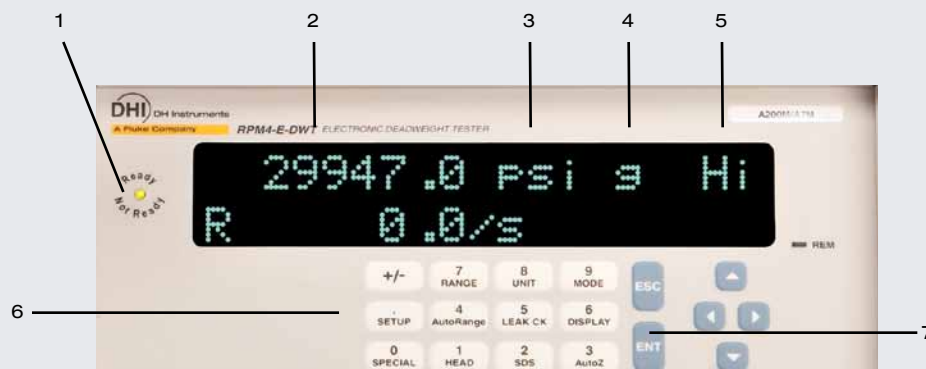 1 2 3 4 5
DHI DH Instruments
A Fluke Company
RPM4-E-DWT ELECTRONIC DEADWEIGHT TESTER
A200M/A7M
Ready
Not Ready
29947.0 psi g Hi
R 0.0/s
REM
+/- 7 8 9
RANGE UNIT MODE ESC
. 4 5 6
SETUP AutoRange LEAK CK DISPLAY
6 7
0 1 2 3 ENT
SPECIAL HEAD SDS AutoZ